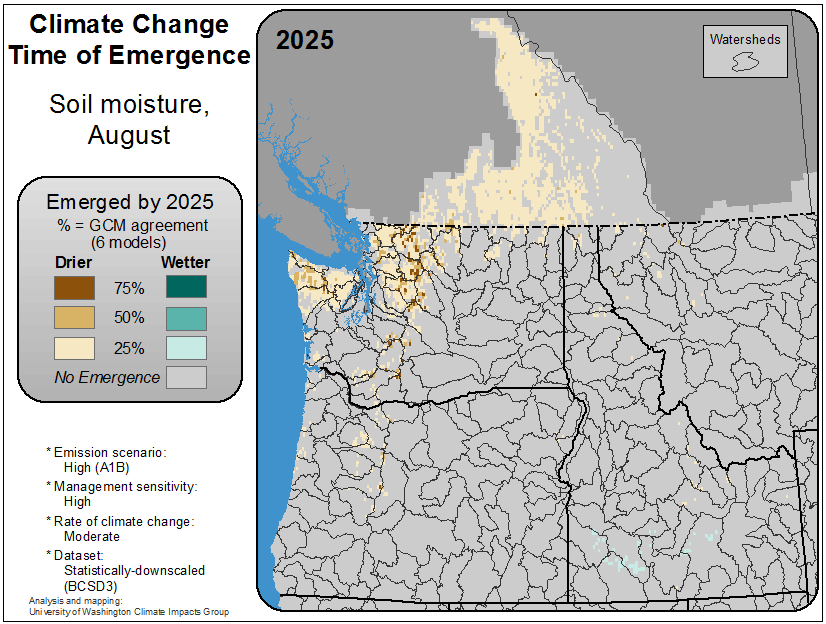 Climate Change
Time of Emergence
Soil moisture,
August
Emerged by 2025
% = GCM agreement
(6 models)
Drier Wetter
75%
50%
25%
No Emergence
* Emission scenario:
High (A1B)
* Management sensitivity:
High
* Rate of climate change:
Moderate
* Dataset:
Statistically-downscaled
(BCSD3)
Analysis and mapping:
University of Washington Climate Impacts Group
2025
Watersheds